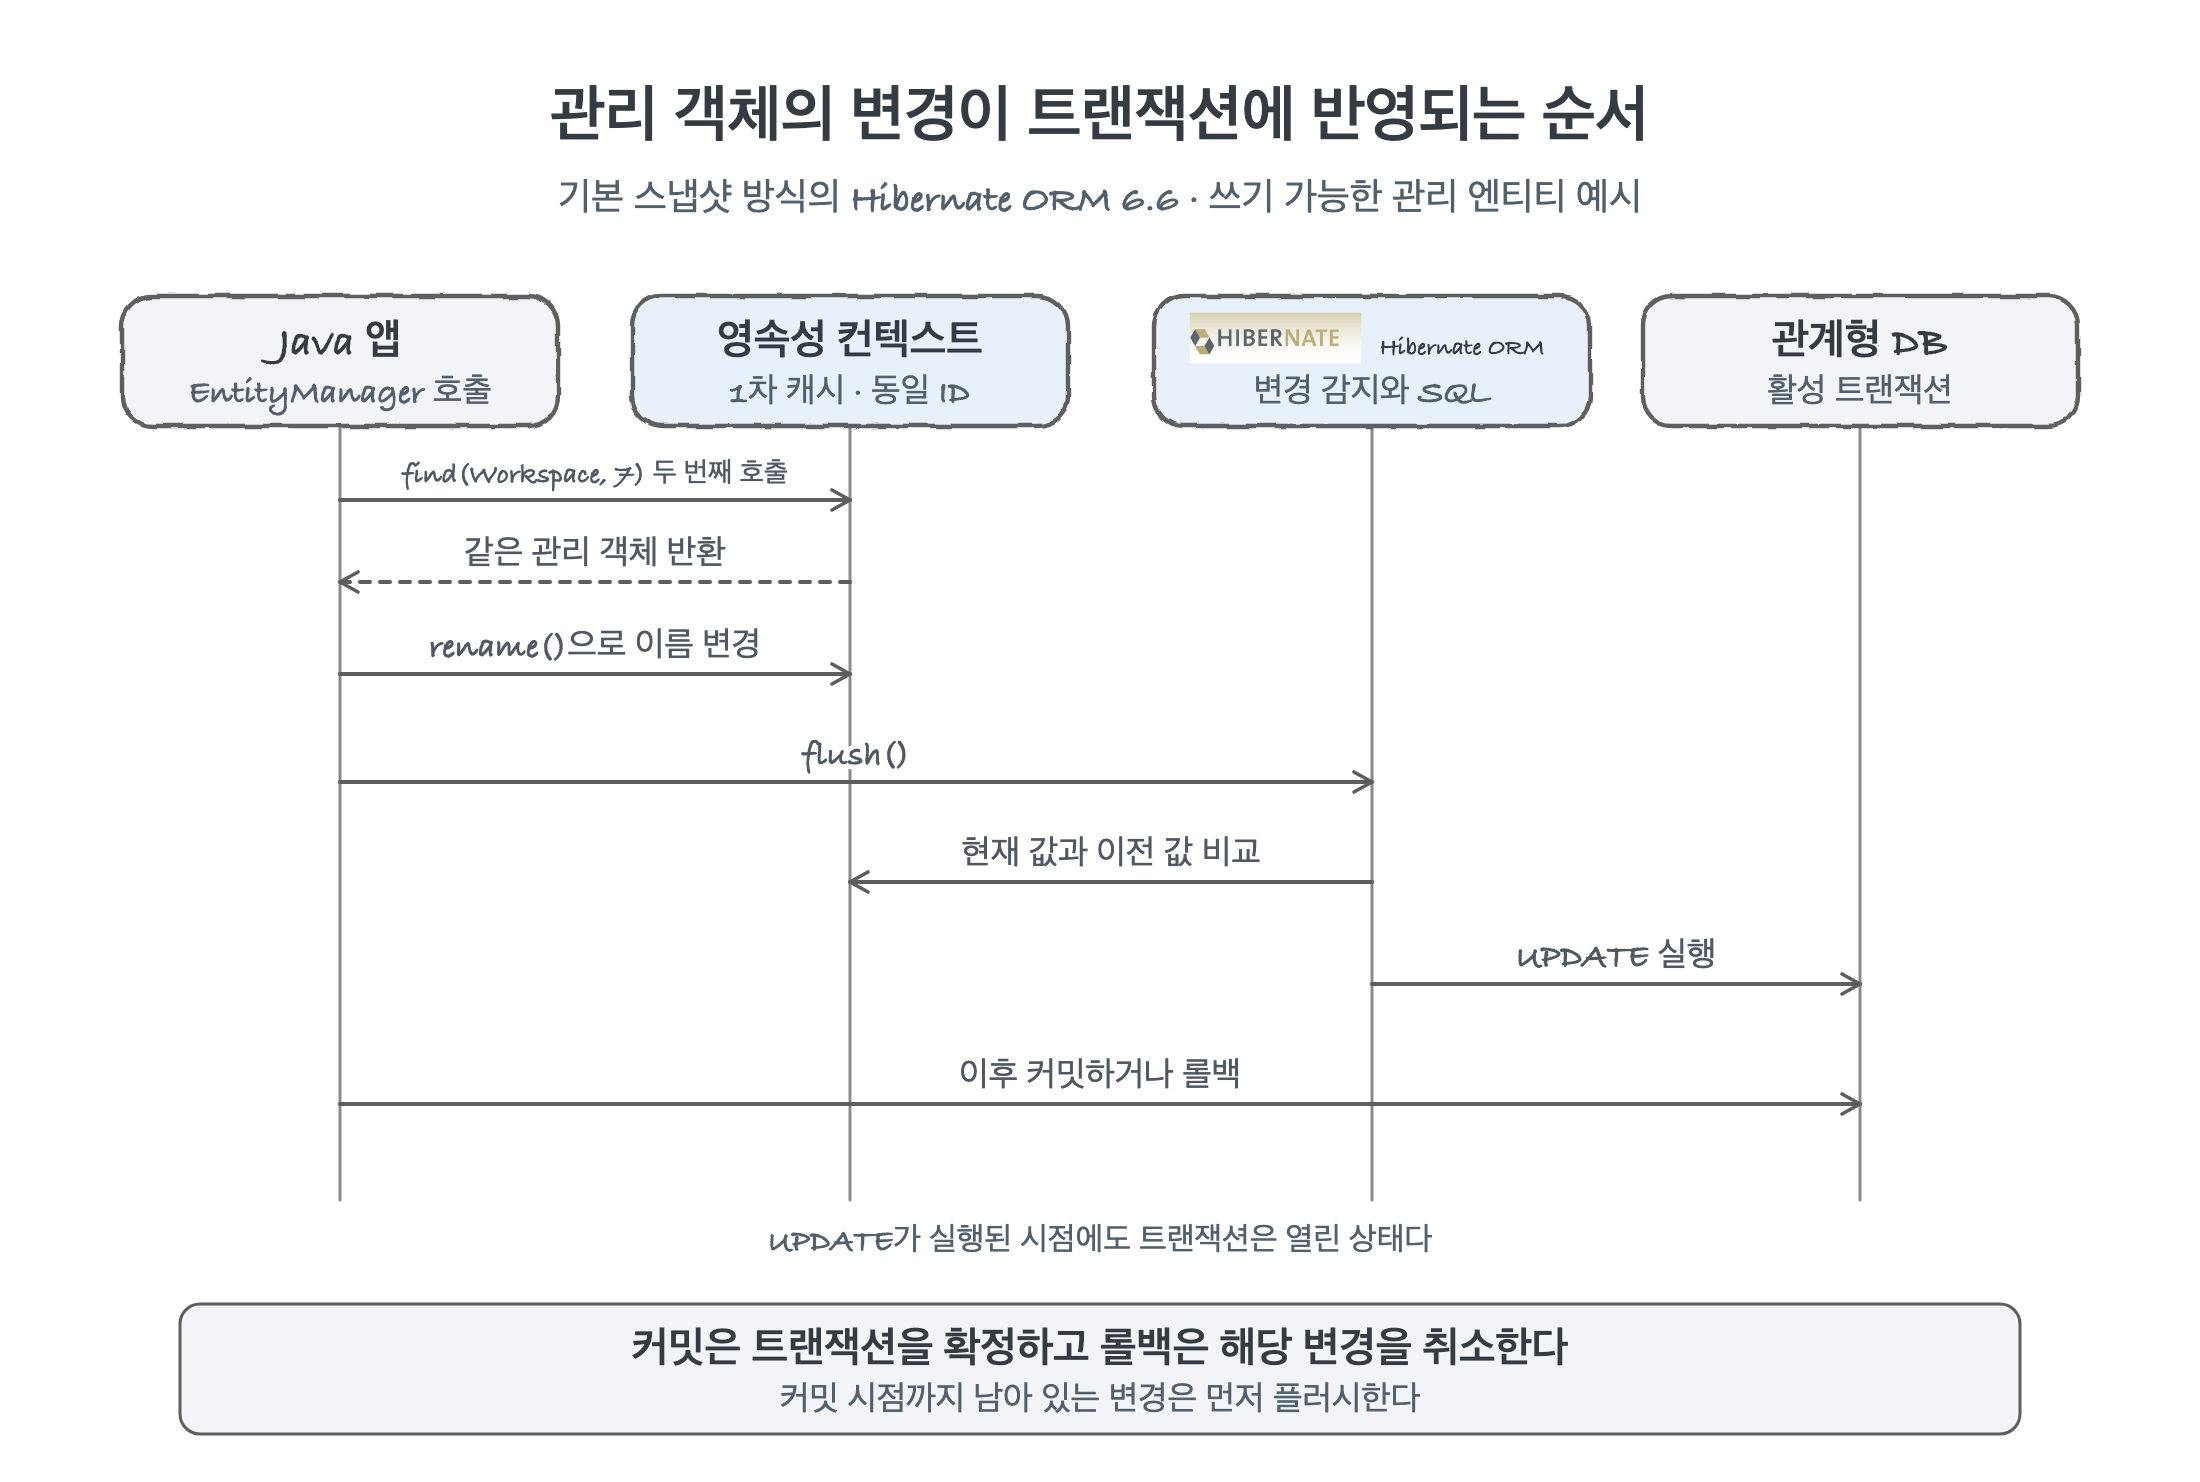 관리 객체의 변경이 트랜잭션에 반영되는 순서
기본 스냅샷 방식의 Hibernate ORM 6.6 · 쓰기 가능한 관리 엔티티 예시
Java 앱
EntityManager 호출
영속성 컨텍스트
1차 캐시 · 동일 ID
HIBERNATE Hibernate ORM
변경 감지와 SQL
관계형 DB
활성 트랜잭션
find(Workspace, 7) 두 번째 호출
같은 관리 객체 반환
rename()으로 이름 변경
flush()
현재 값과 이전 값 비교
UPDATE 실행
이후 커밋하거나 롤백
UPDATE가 실행된 시점에도 트랜잭션은 열린 상태다
커밋은 트랜잭션을 확정하고 롤백은 해당 변경을 취소한다
커밋 시점까지 남아 있는 변경은 먼저 플러시한다